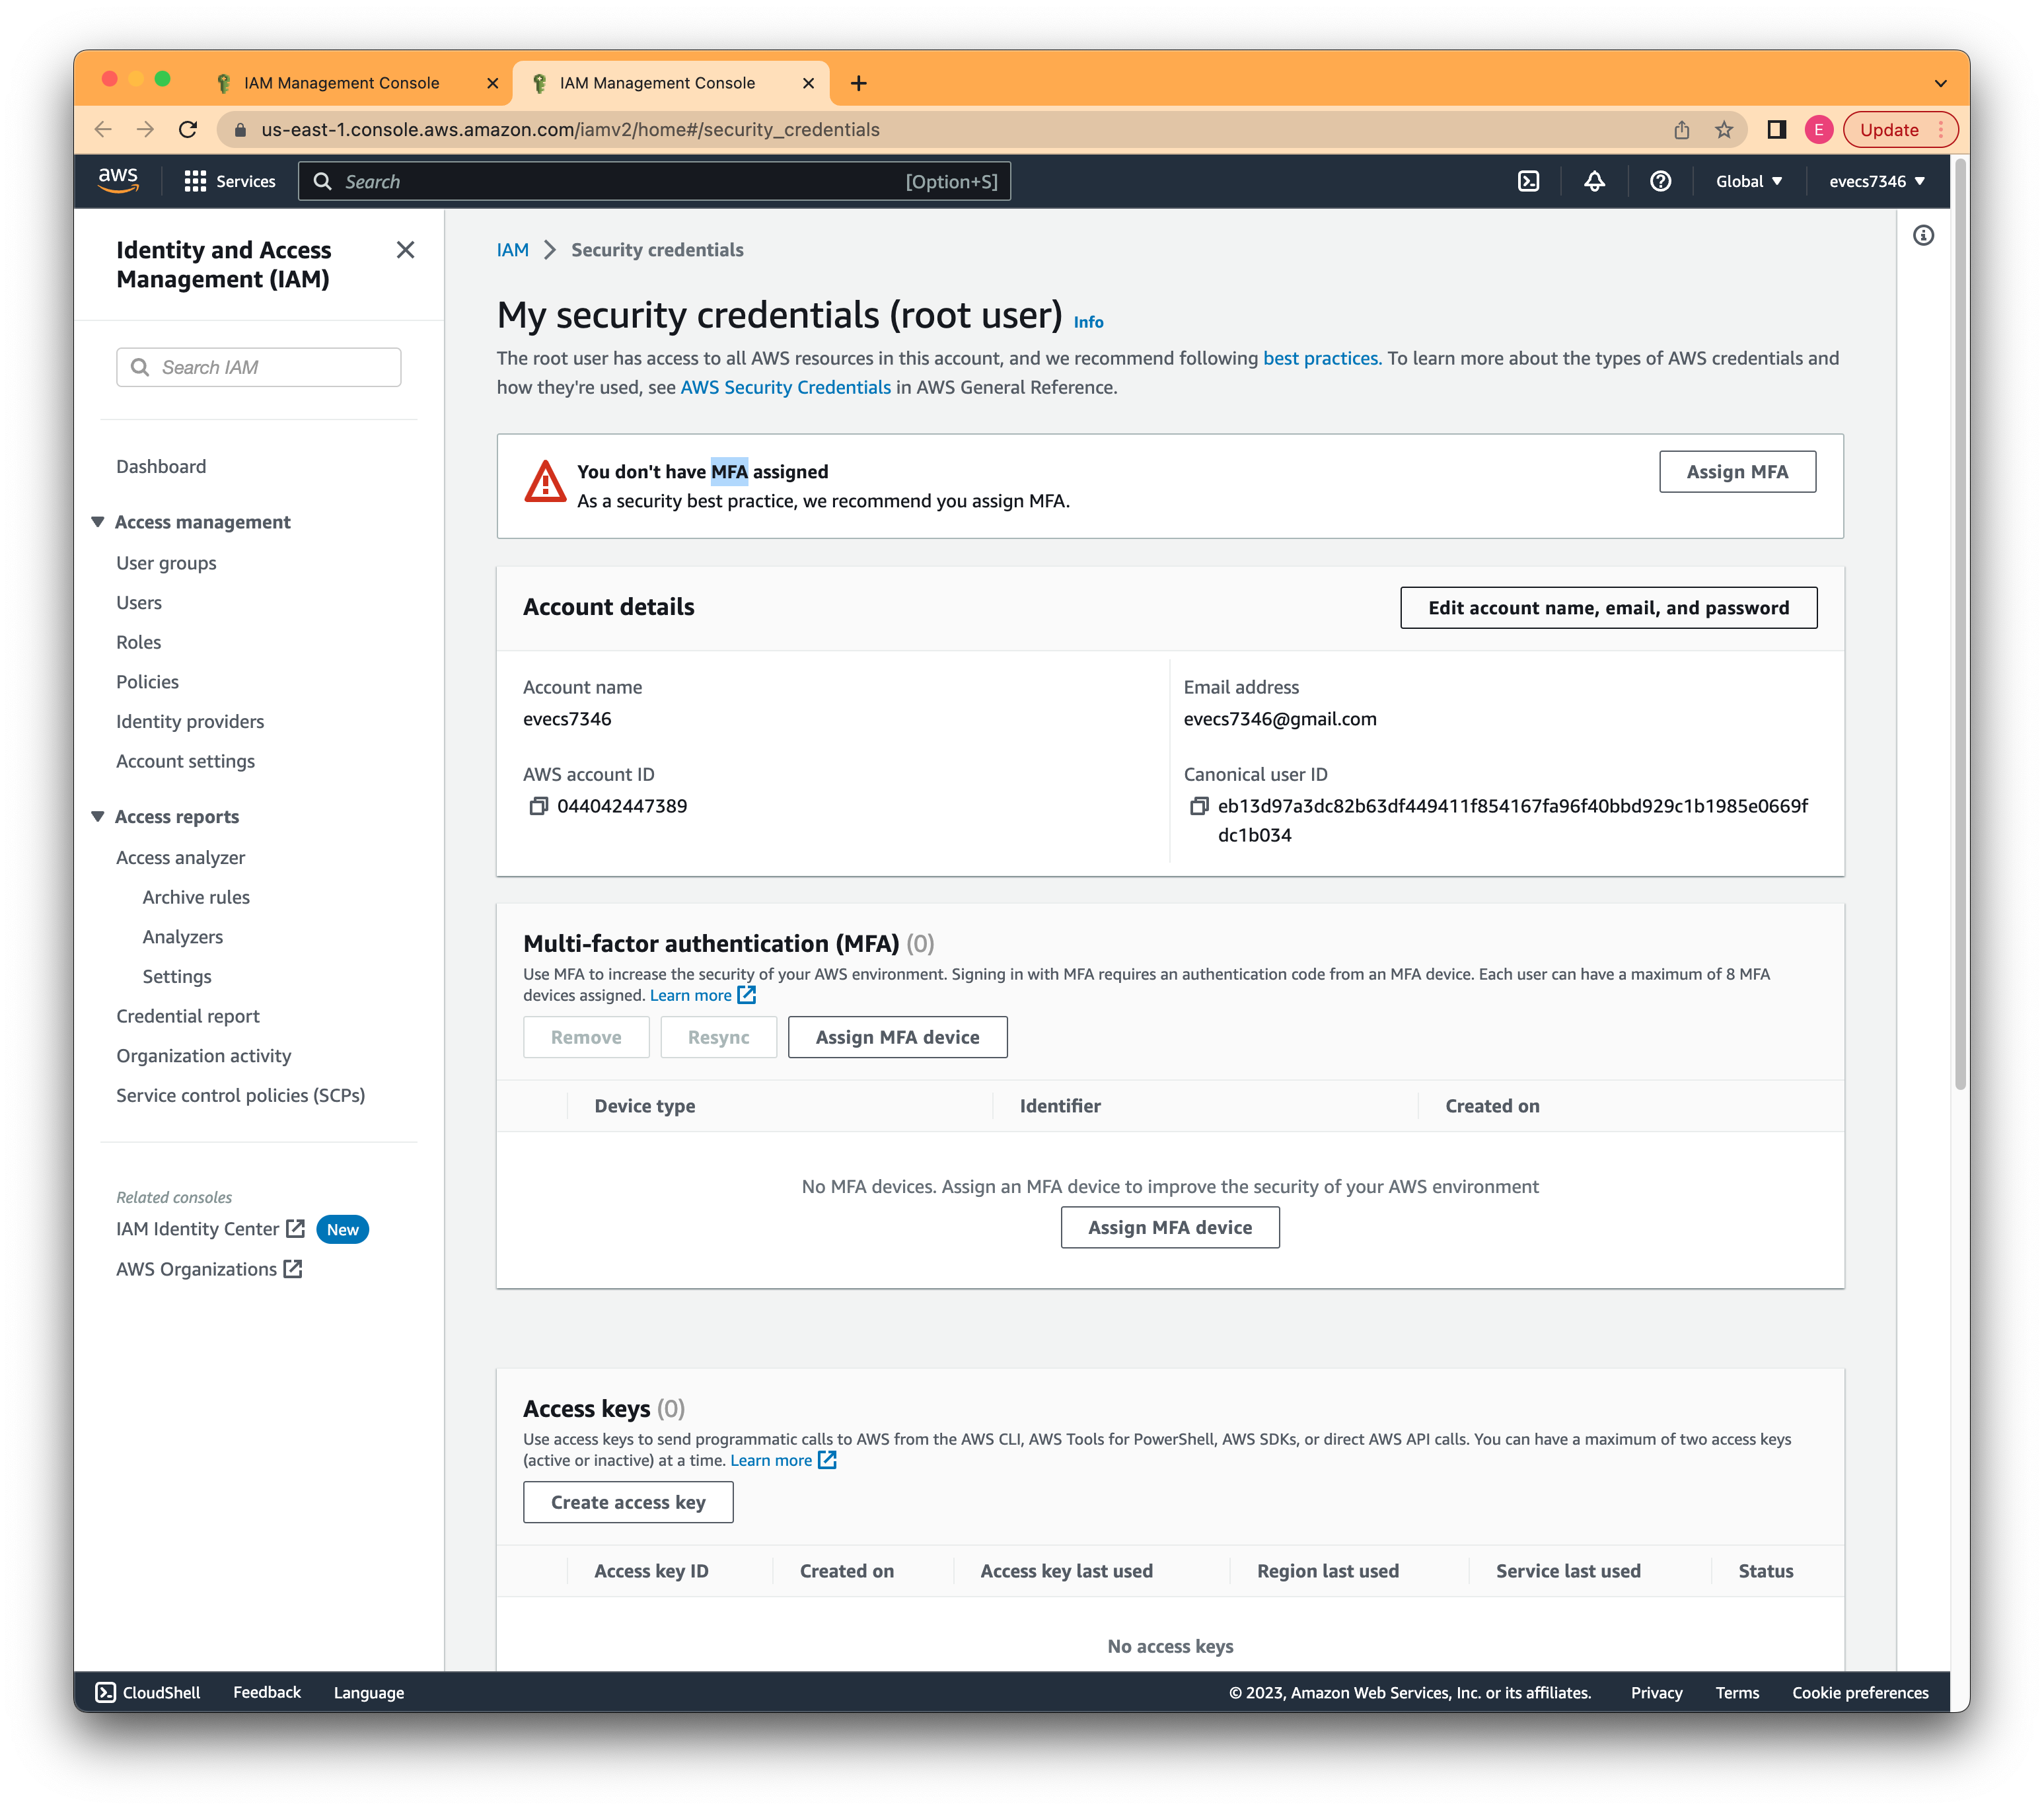 IAM Management Console
IAM Management Console
us-east-1.console.aws.amazon.com/iamv2/home#/security_credentials
E
Update
aws
Services
Search
[Option+S]
Global
evecs7346
Identity and Access
Management (IAM)
Search IAM
Dashboard
Access management
User groups
Users
Roles
Policies
Identity providers
Account settings
Access reports
Access analyzer
Archive rules
Analyzers
Settings
Credential report
Organization activity
Service control policies (SCPs)
Related consoles
IAM Identity Center New
AWS Organizations
IAM > Security credentials
My security credentials (root user) Info
The root user has access to all AWS resources in this account, and we recommend following best practices. To learn more about the types of AWS credentials and
how they're used, see AWS Security Credentials in AWS General Reference.
You don't have MFA assigned
As a security best practice, we recommend you assign MFA.
Assign MFA
Account details
Edit account name, email, and password
Account name
evecs7346
Email address
evecs7346@gmail.com
AWS account ID
044042447389
Canonical user ID
eb13d97a3dc82b63df449411f854167fa96f40bbd929c1b1985e0669f
dc1b034
Multi-factor authentication (MFA) (0)
Use MFA to increase the security of your AWS environment. Signing in with MFA requires an authentication code from an MFA device. Each user can have a maximum of 8 MFA
devices assigned. Learn more
Remove
Resync
Assign MFA device
Device type
Identifier
Created on
No MFA devices. Assign an MFA device to improve the security of your AWS environment
Assign MFA device
Access keys (0)
Use access keys to send programmatic calls to AWS from the AWS CLI, AWS Tools for PowerShell, AWS SDKs, or direct AWS API calls. You can have a maximum of two access keys
(active or inactive) at a time. Learn more
Create access key
Access key ID
Created on
Access key last used
Region last used
Service last used
Status
No access keys
CloudShell
Feedback
Language
© 2023, Amazon Web Services, Inc. or its affiliates.
Privacy
Terms
Cookie preferences